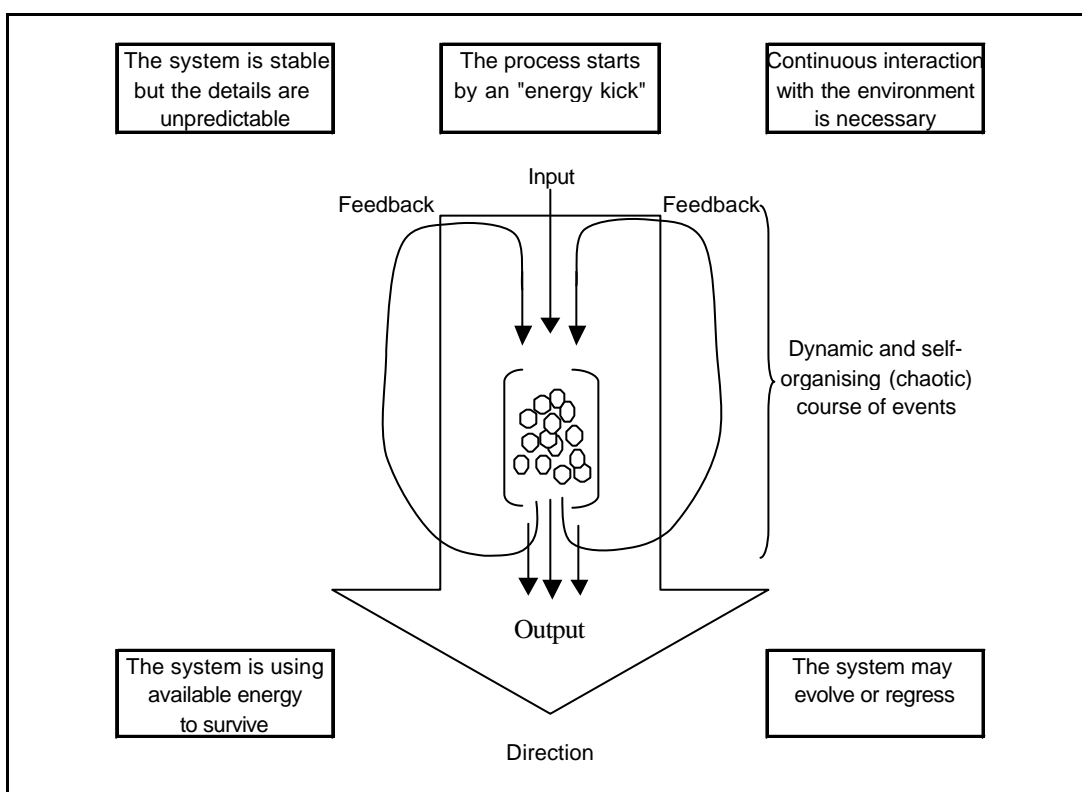 The system is stable
but the details are
unpredictable
The process starts
by an "energy kick"
Continuous interaction
with the environment
is necessary
Input
Feedback
Feedback
Dynamic and self-
organising (chaotic)
course of events
Output
The system is using
available energy
to survive
The system may
evolve or regress
Direction